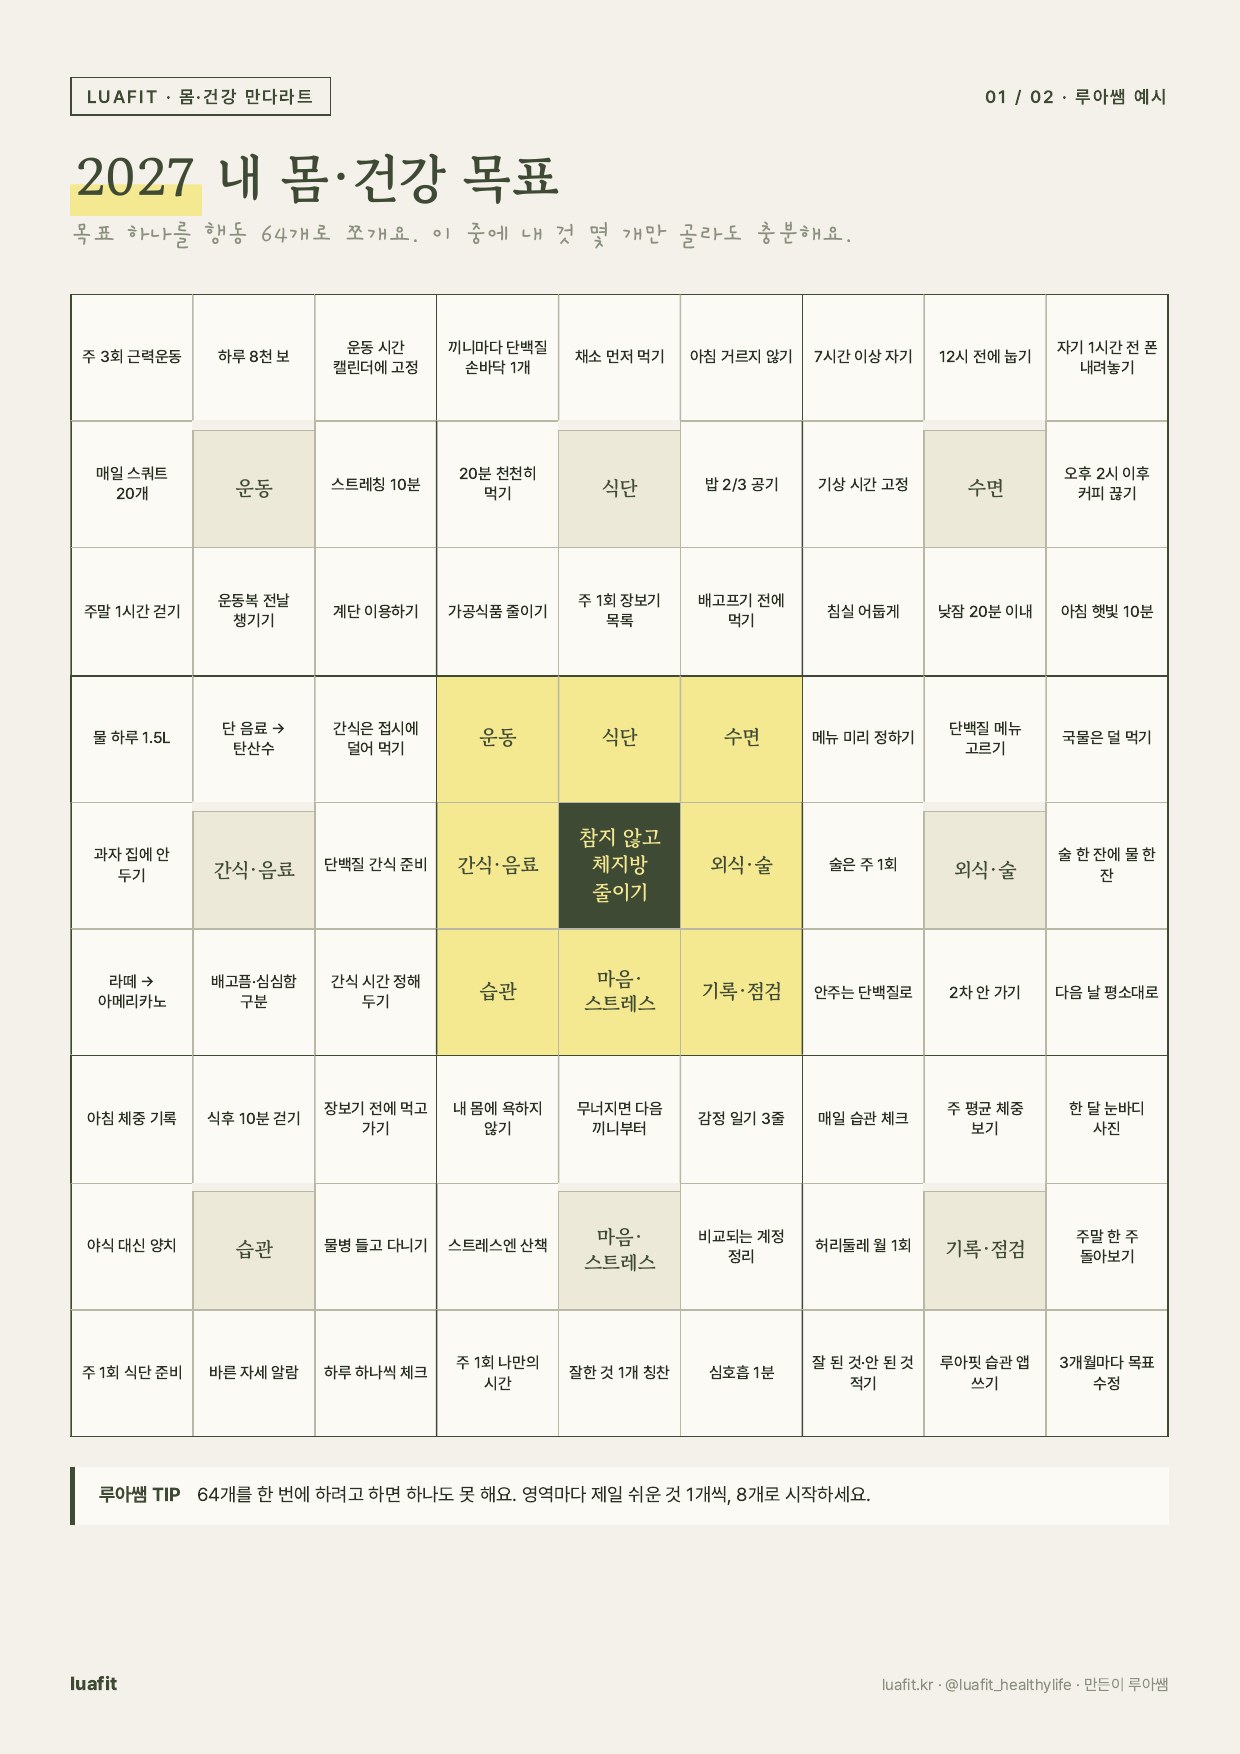 LUAFIT · 몸·건강 만다라트
01 / 02 · 루아쌤 예시
2027 내 몸·건강 목표
목표 하나를 행동 64개로 쪼개요. 이 중에 내 것 몇 개만 골라도 충분해요.
주 3회 근력운동
하루 8천 보
운동 시간
캘린더에 고정
끼니마다 단백질
손바닥 1개
채소 먼저 먹기
아침 거르지 않기
7시간 이상 자기
12시 전에 눕기
자기 1시간 전 폰
내려놓기
매일 스쿼트
20개
운동
스트레칭 10분
20분 천천히
먹기
식단
밥 2/3 공기
기상 시간 고정
수면
오후 2시 이후
커피 끊기
주말 1시간 걷기
운동복 전날
챙기기
계단 이용하기
가공식품 줄이기
주 1회 장보기
목록
배고프기 전에
먹기
침실 어둡게
낮잠 20분 이내
아침 햇빛 10분
물 하루 1.5L
단 음료 →
탄산수
간식은 접시에
덜어 먹기
운동
식단
수면
메뉴 미리 정하기
단백질 메뉴
고르기
국물은 덜 먹기
과자 집에 안
두기
간식·음료
단백질 간식 준비
간식·음료
참지 않고
체지방
줄이기
외식·술
술은 주 1회
외식·술
술 한 잔에 물 한
잔
라떼 →
아메리카노
배고픔·심심함
구분
간식 시간 정해
두기
습관
마음·
스트레스
기록·점검
안주는 단백질로
2차 안 가기
다음 날 평소대로
아침 체중 기록
식후 10분 걷기
장보기 전에 먹고
가기
내 몸에 욕하지
않기
무너지면 다음
끼니부터
감정 일기 3줄
매일 습관 체크
주 평균 체중
보기
한 달 눈바디
사진
야식 대신 양치
습관
물병 들고 다니기
스트레스엔 산책
마음·
스트레스
비교되는 계정
정리
허리둘레 월 1회
기록·점검
주말 한 주
돌아보기
주 1회 식단 준비
바른 자세 알람
하루 하나씩 체크
주 1회 나만의
시간
잘한 것 1개 칭찬
심호흡 1분
잘 된 것·안 된 것
적기
루아핏 습관 앱
쓰기
3개월마다 목표
수정
루아쌤 TIP 64개를 한 번에 하려고 하면 하나도 못 해요. 영역마다 제일 쉬운 것 1개씩, 8개로 시작하세요.
luafit
luafit.kr · @luafit_healthylife · 만든이 루아쌤